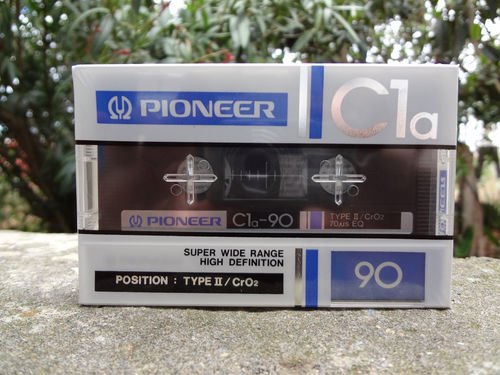 PIONEER
C1a
PIONEER C1a-90
TYPE II/CrO2
70µs EQ
PIONEER
SUPER WIDE RANGE
HIGH DEFINITION
POSITION : TYPE II/CrO2
90